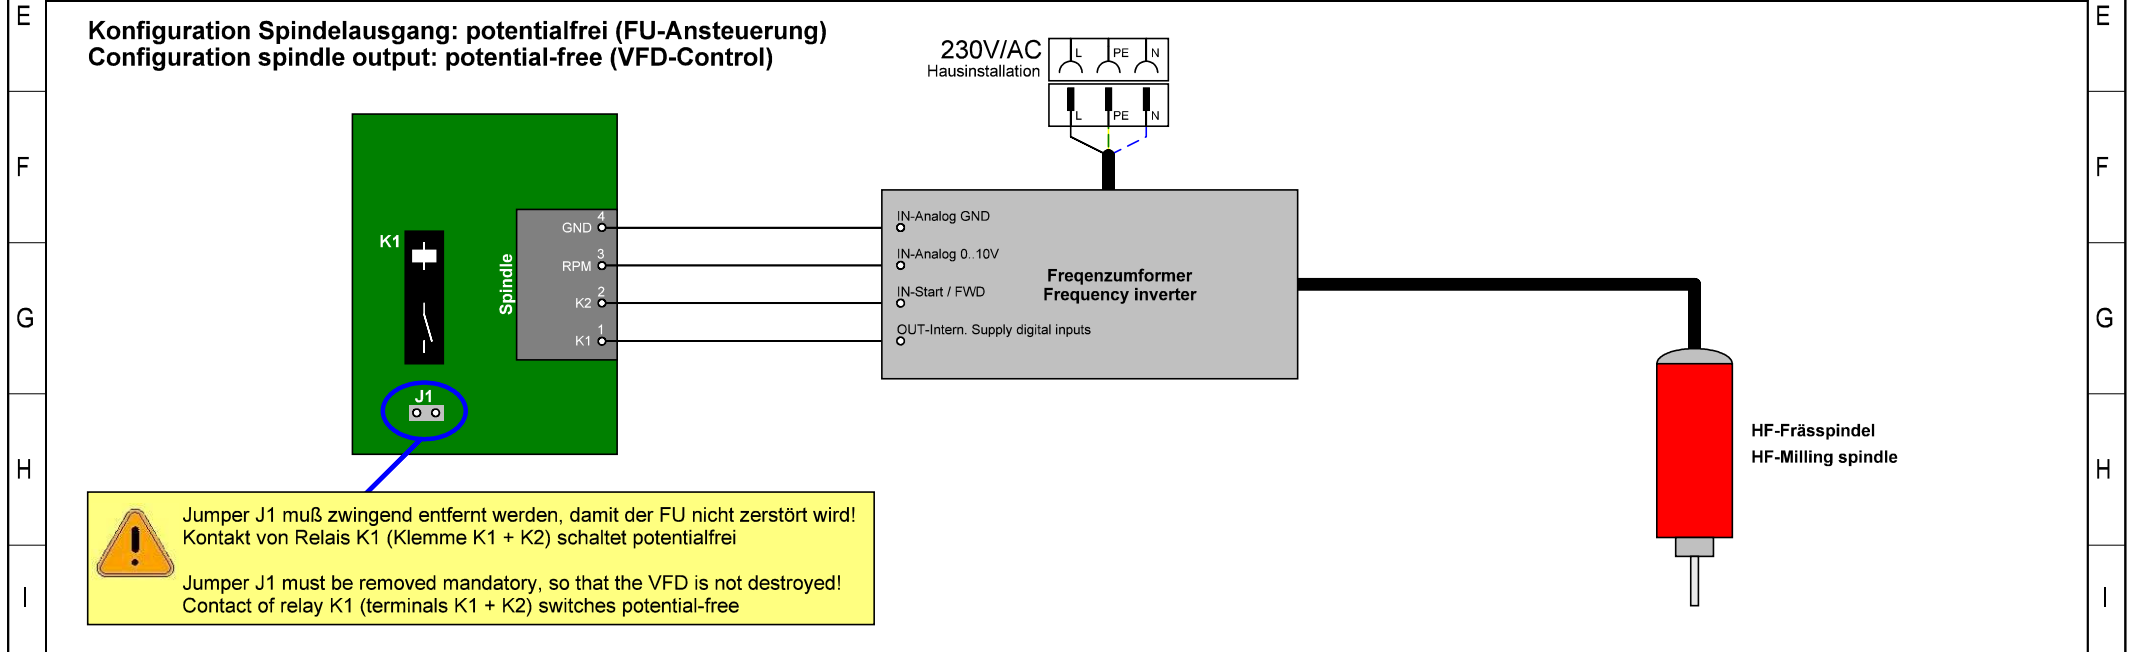 E
E
Konfiguration Spindelausgang: potentialfrei (FU-Ansteuerung)
Configuration spindle output: potential-free (VFD-Control)
230V/AC
Hausinstallation
L
PE
N
L
PE
N
F
F
K1
Spindle
GND
4
RPM
3
K2
2
K1
1
IN-Analog GND
IN-Analog 0..10V
IN-Start / FWD
OUT-Intern. Supply digital inputs
Freqenzumformer
Frequency inverter
G
G
J1
HF-Frässpindel
HF-Milling spindle
H
H
Jumper J1 muß zwingend entfernt werden, damit der FU nicht zerstört wird!
Kontakt von Relais K1 (Klemme K1 + K2) schaltet potentialfrei
Jumper J1 must be removed mandatory, so that the VFD is not destroyed!
Contact of relay K1 (terminals K1 + K2) switches potential-free
I
I